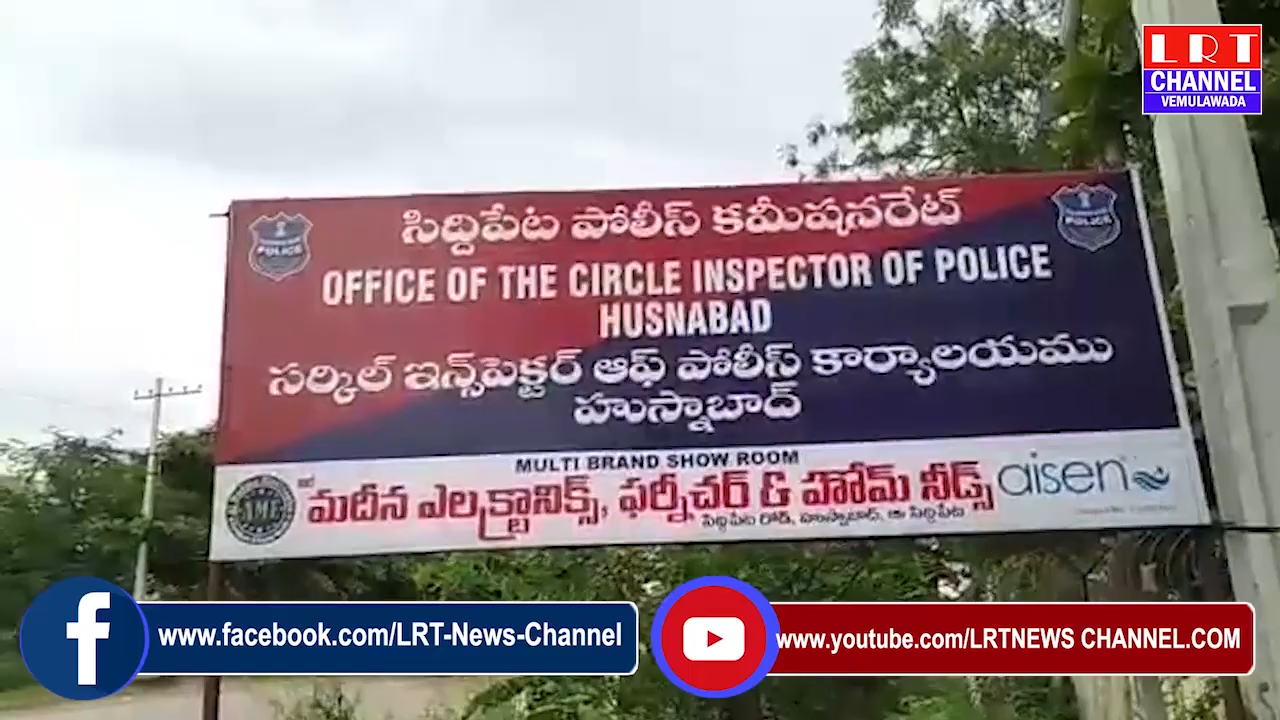 LRT
CHANNEL
VEMULAWADA
సిద్దిపేట పోలీస్ కమీషనరేట్
POLICE
POLICE
OFFICE OF THE CIRCLE INSPECTOR OF POLICE
HUSNABAD
సర్కిల్ ఇన్స్‌పెక్టర్ ఆఫ్ పోలీస్ కార్యాలయము
హుస్నాబాద్
MULTI BRAND SHOW ROOM
మదీన ఎలక్ట్రానిక్స్, ఫర్నీచర్ & హోమ్ నీడ్స్
aisen
సిద్దిపేట రోడ్, హుస్నాబాద్, జిః సిద్దిపేట
AMF
www.facebook.com/LRT-News-Channel
www.youtube.com/LRTNEWS CHANNEL.COM